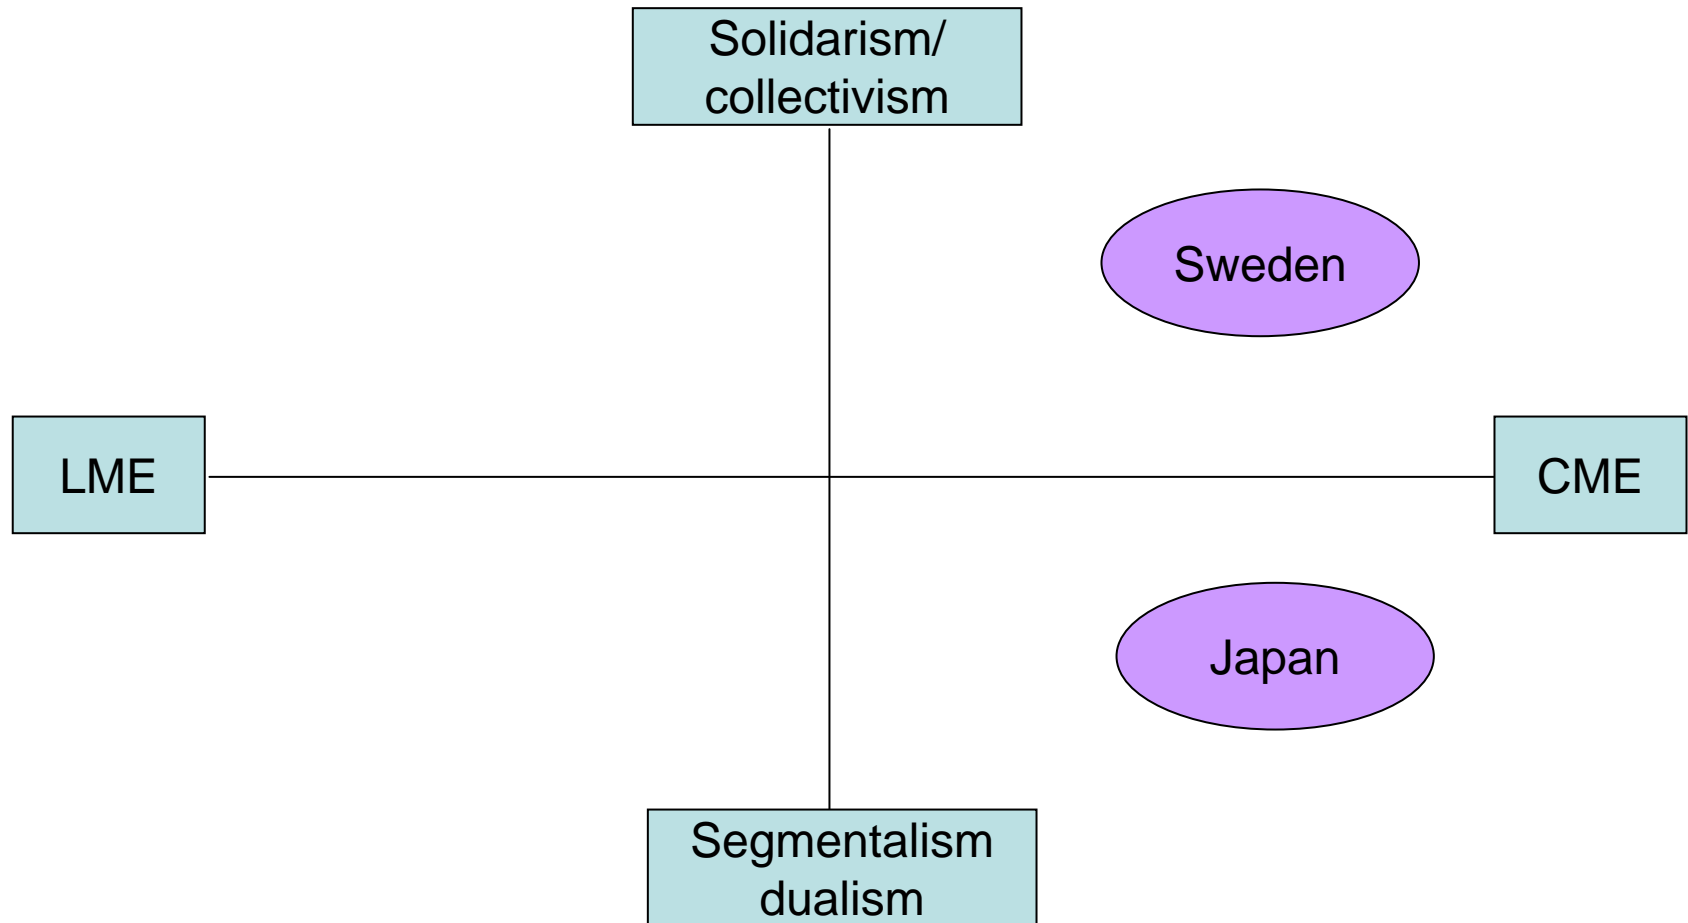 Solidarism/
collectivism
Sweden
LME
CME
Japan
Segmentalism
dualism